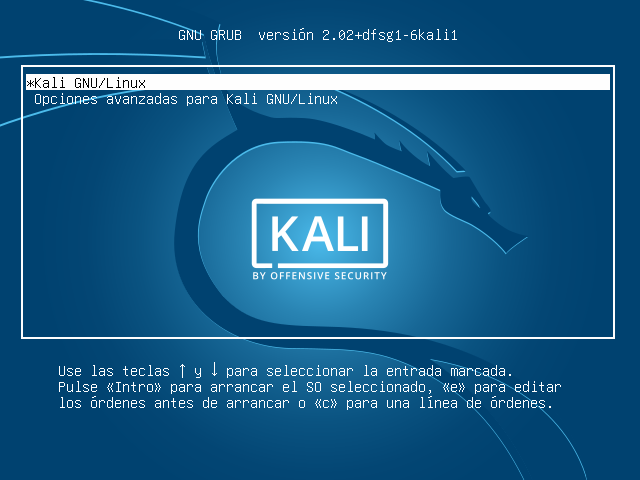 GNU GRUB  versión 2.02+dfsg1-6kali1
*Kali GNU/Linux
Opciones avanzadas para Kali GNU/Linux
KALI
BY OFFENSIVE SECURITY
Use las teclas ↑ y ↓ para seleccionar la entrada marcada.
Pulse «Intro» para arrancar el SO seleccionado, «e» para editar
los órdenes antes de arrancar o «c» para una línea de órdenes.